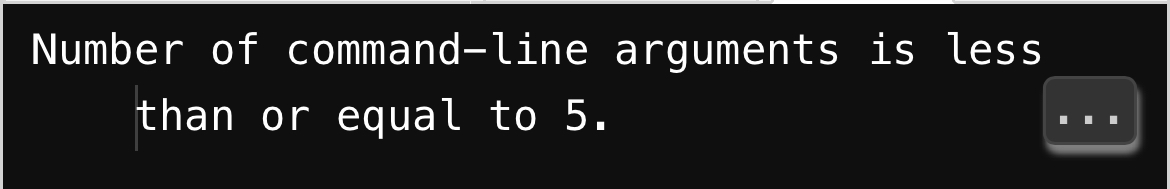 Number of command-line arguments is less
than or equal to 5.
...